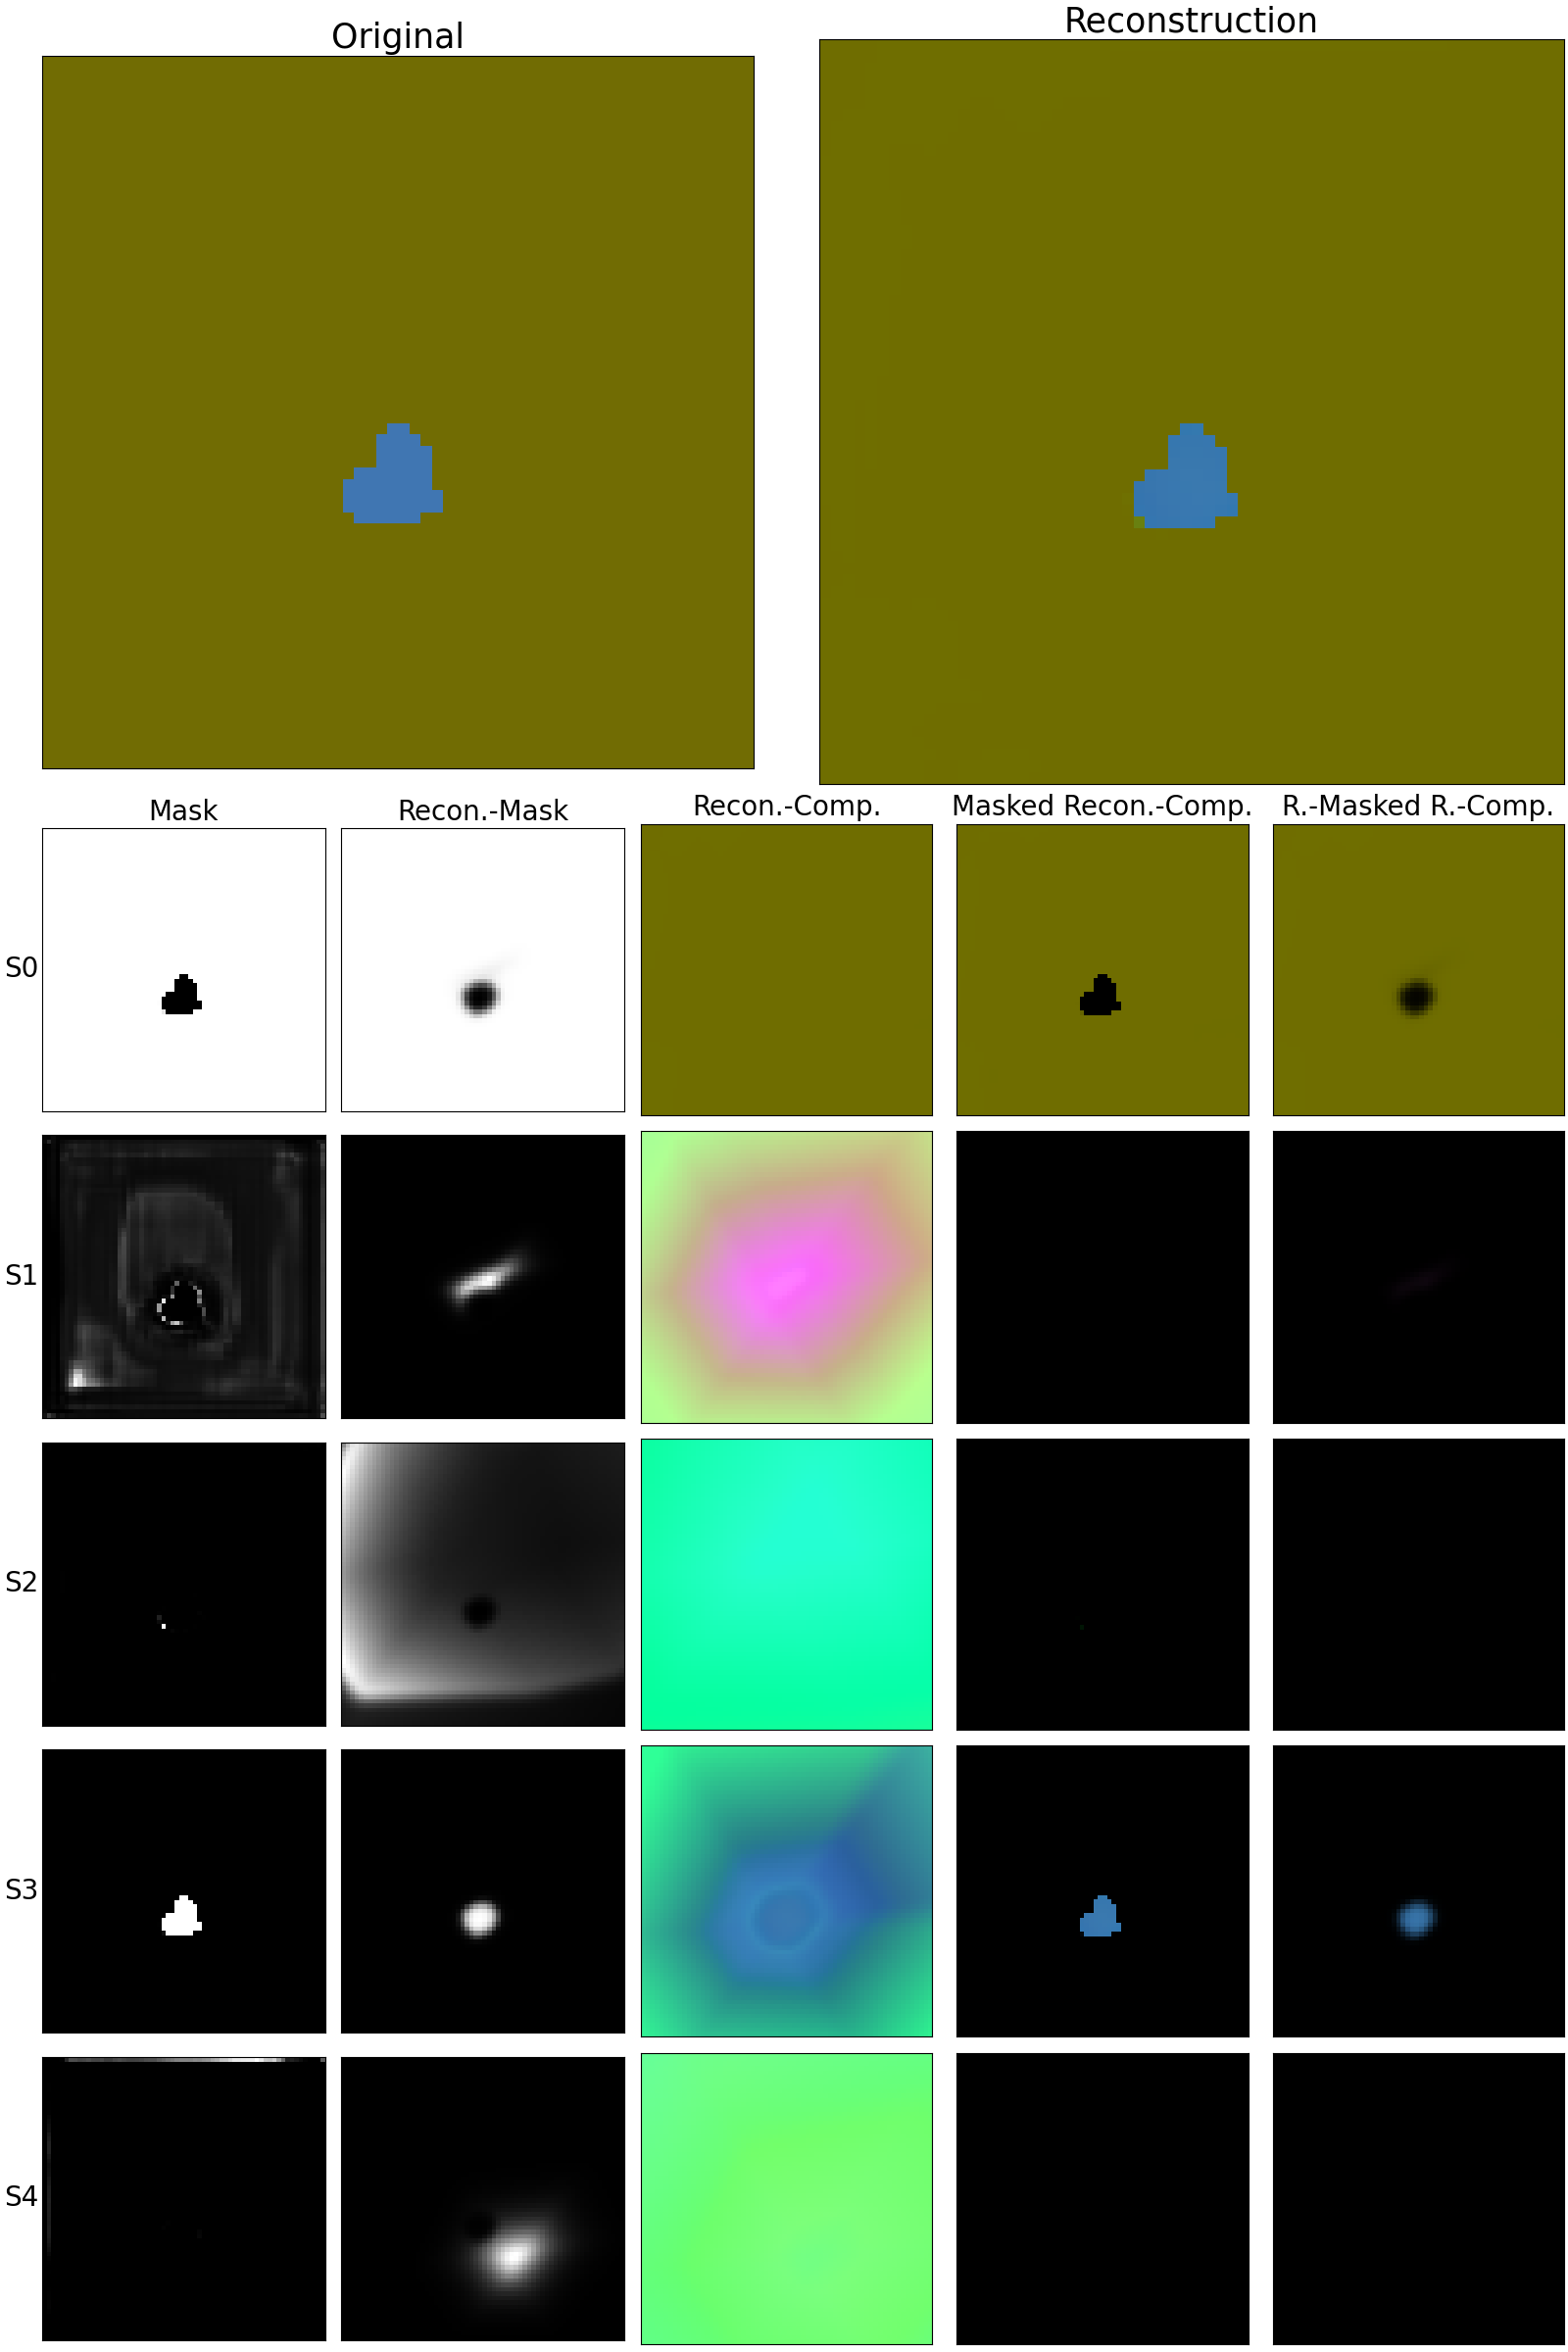 Original
Reconstruction
Mask
Recon.-Mask
Recon.-Comp.
Masked Recon.-Comp.
R.-Masked R.-Comp.
S0
S1
S2
S3
S4